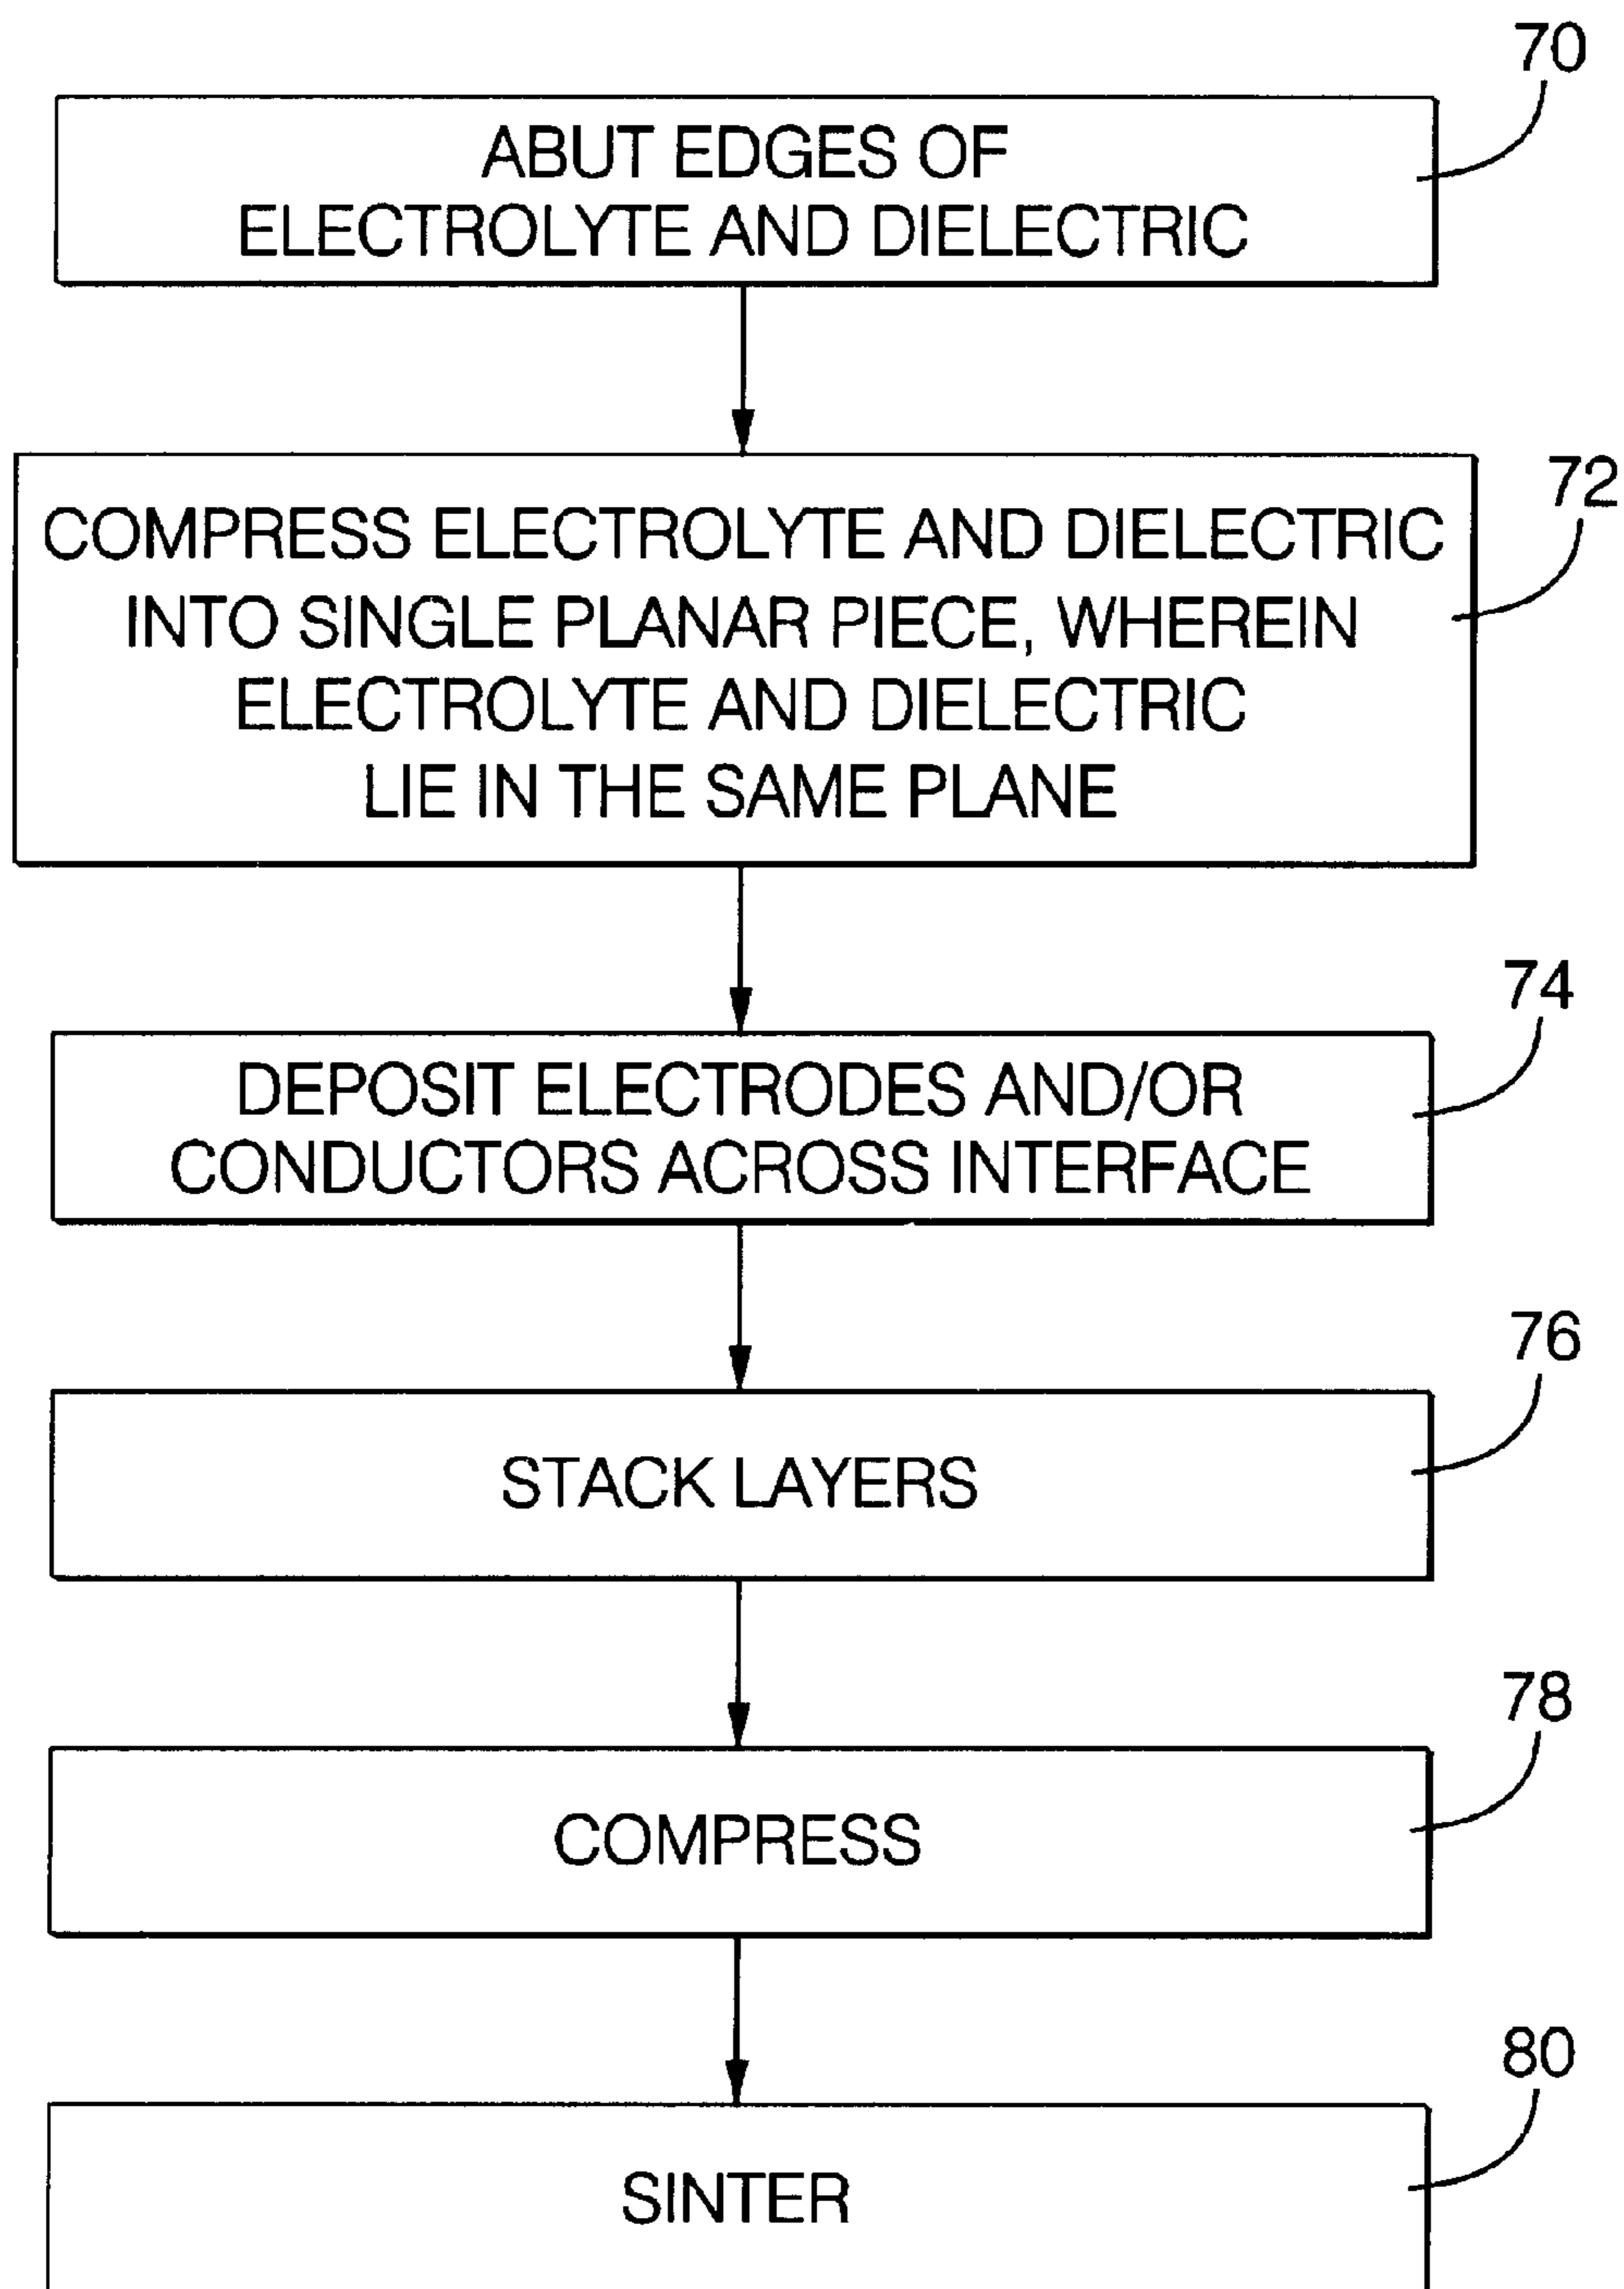 70
ABUT EDGES OF
ELECTROLYTE AND DIELECTRIC
72
COMPRESS ELECTROLYTE AND DIELECTRIC
INTO SINGLE PLANAR PIECE, WHEREIN
ELECTROLYTE AND DIELECTRIC
LIE IN THE SAME PLANE
74
DEPOSIT ELECTRODES AND/OR
CONDUCTORS ACROSS INTERFACE
76
STACK LAYERS
78
COMPRESS
80
SINTER